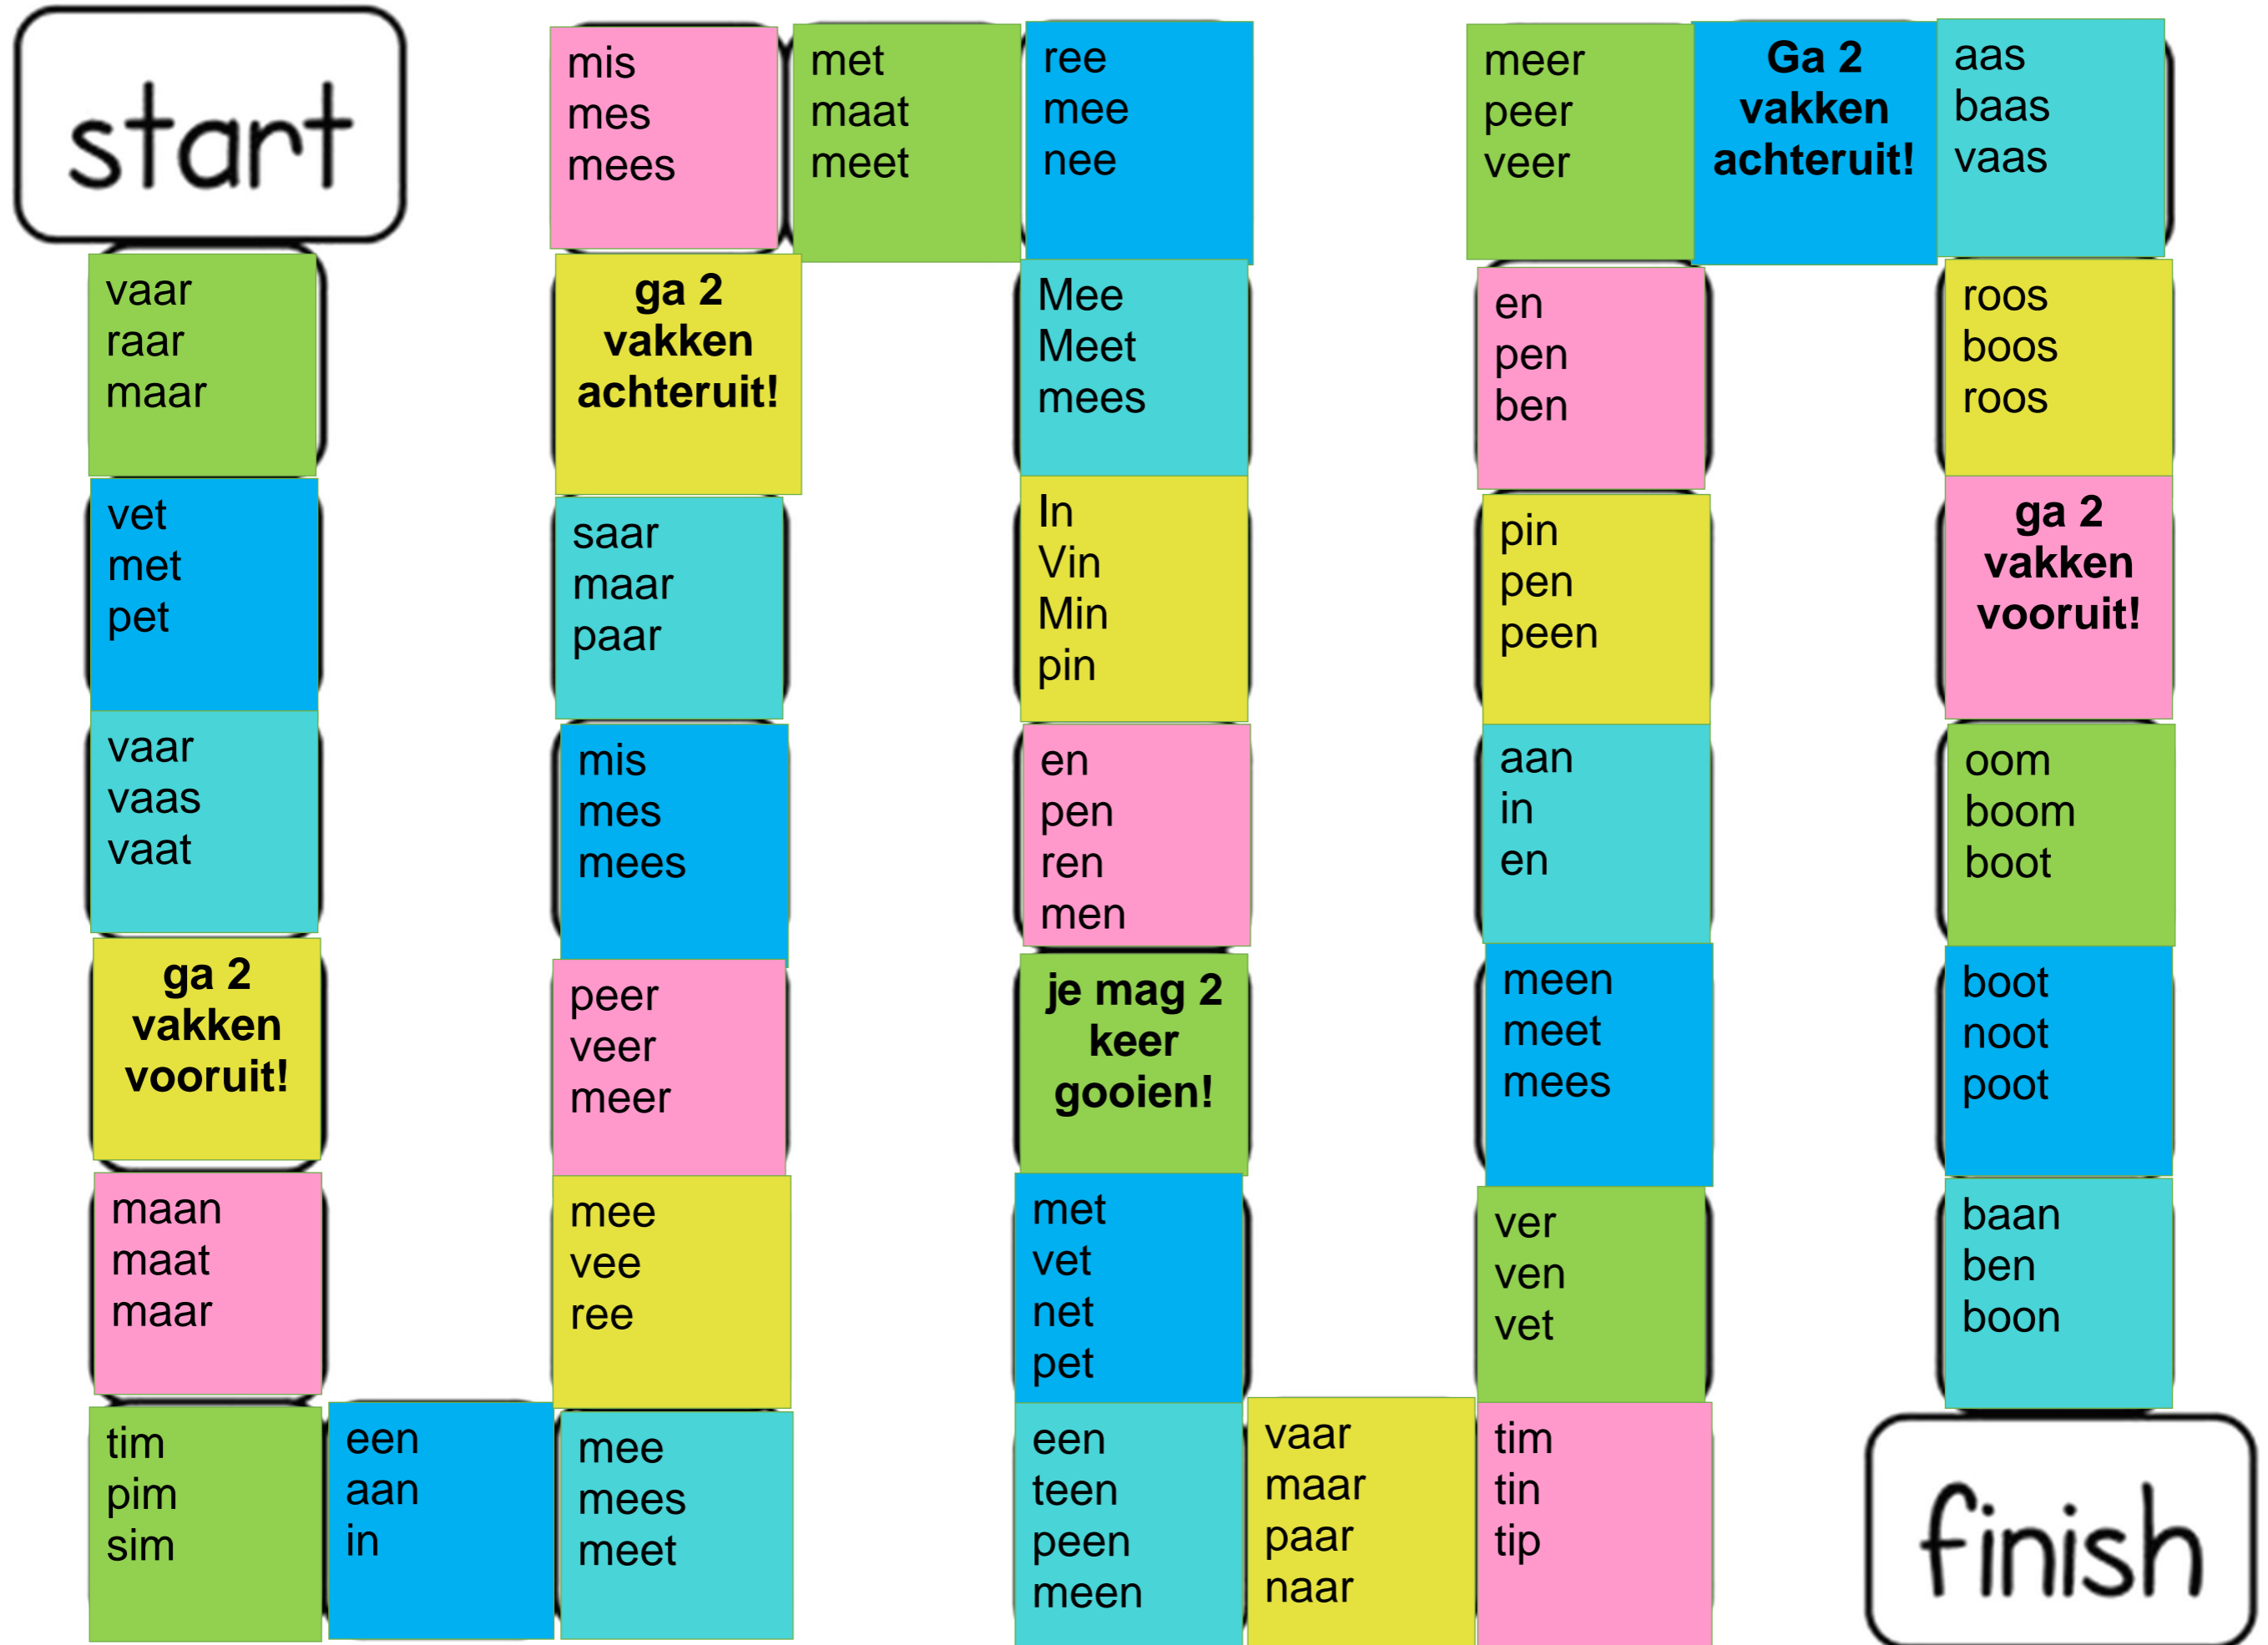 start
vaar
raar
maar
vet
met
pet
vaar
vaas
vaat
ga 2
vakken
vooruit!
maan
maat
maar
tim
pim
sim
een
aan
in
mee
mees
meet
mee
vee
ree
peer
veer
meer
mis
mes
mees
saar
maar
paar
ga 2
vakken
achteruit!
mis
mes
mees
met
maat
meet
ree
mee
nee
Mee
Meet
mees
In
Vin
Min
pin
en
pen
ren
men
je mag 2
keer
gooien!
met
vet
net
pet
een
teen
peen
meen
vaar
maar
paar
naar
tim
tin
tip
ver
ven
vet
meen
meet
mees
aan
in
en
pin
pen
peen
en
pen
ben
meer
peer
veer
Ga 2
vakken
achteruit!
aas
baas
vaas
roos
boos
roos
ga 2
vakken
vooruit!
oom
boom
boot
boot
noot
poot
baan
ben
boon
finish